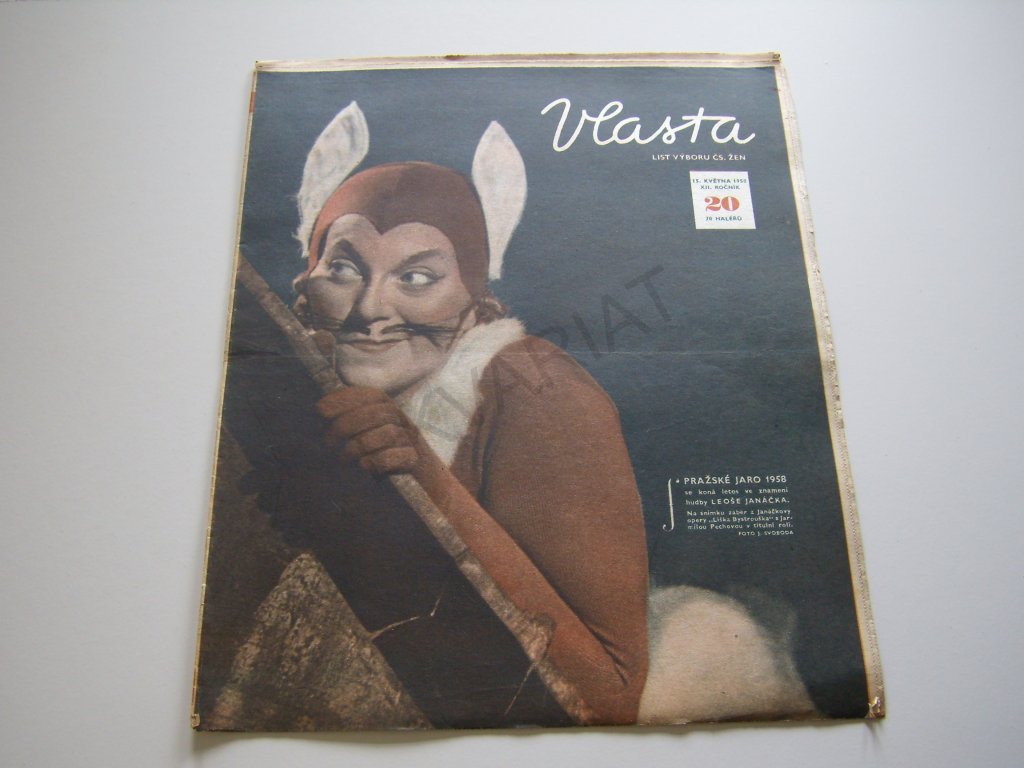 Vlasta
LIST VÝBORU ČS. ŽEN
15. KVĚTNA 1958
XII. ROČNÍK
20
70 HALÉŘŮ
PRAŽSKÉ JARO 1958
se koná letos ve znamení
hudby LEOŠE JANÁČKA.
Na snímku záběr z Janáčkovy
opery „Liška Bystrouška“ s Jar-
milou Pechovou v titulní roli.
FOTO J. SVOBODA
VARIAT